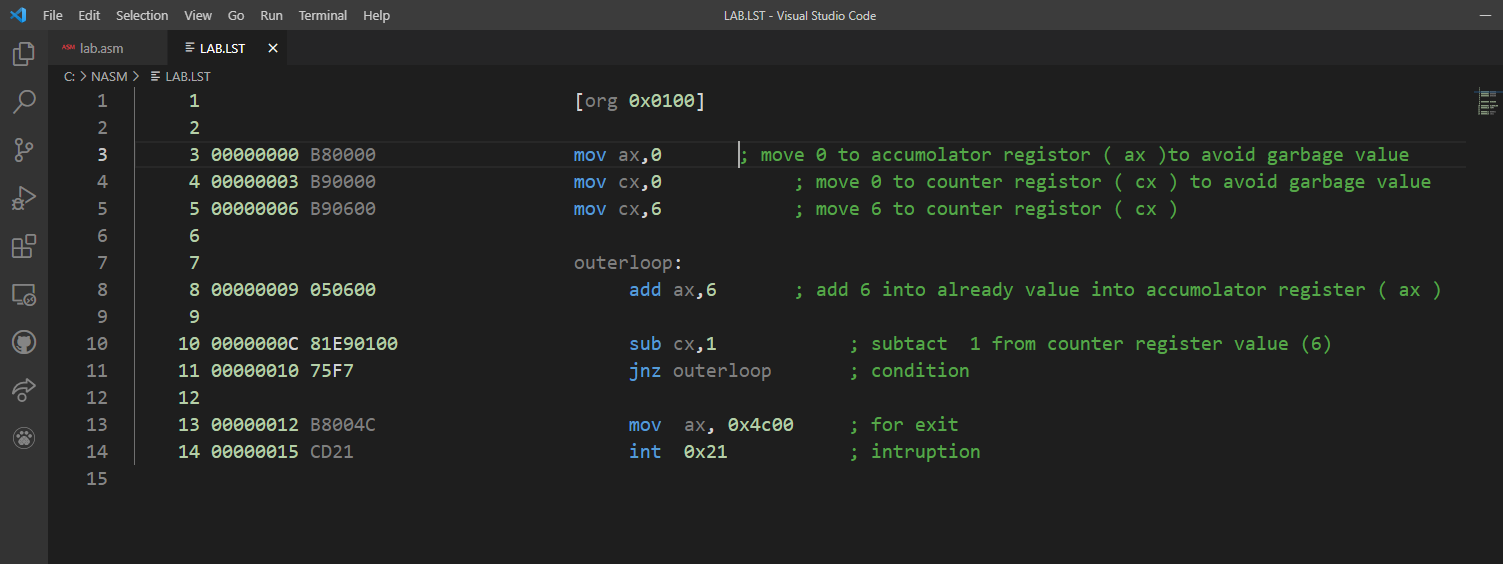 File Edit Selection View Go Run Terminal Help LAB.LST - Visual Studio Code
ASM lab.asm LAB.LST
C: > NASM > LAB.LST
1 1 [org 0x0100]
2 2
3 3 00000000 B80000 mov ax,0 ; move 0 to accumolator registor ( ax )to avoid garbage value
4 4 00000003 B90000 mov cx,0 ; move 0 to counter registor ( cx ) to avoid garbage value
5 5 00000006 B90600 mov cx,6 ; move 6 to counter registor ( cx )
6 6
7 7 outerloop:
8 8 00000009 050600 add ax,6 ; add 6 into already value into accumolator register ( ax )
9 9
10 10 0000000C 81E90100 sub cx,1 ; subtact  1 from counter register value (6)
11 11 00000010 75F7 jnz outerloop ; condition
12 12
13 13 00000012 B8004C mov  ax, 0x4c00 ; for exit
14 14 00000015 CD21 int  0x21 ; intruption
15